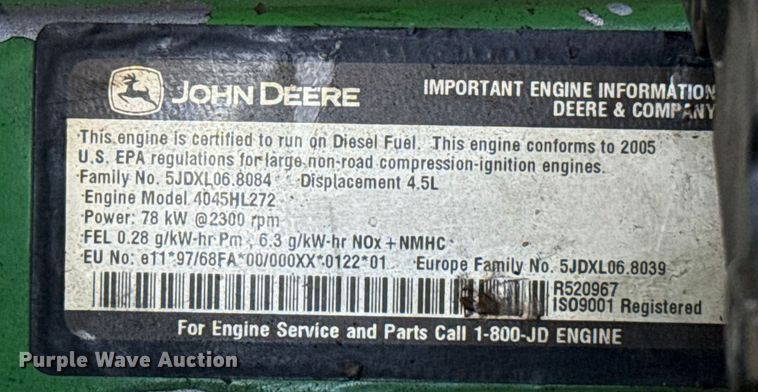 JOHN DEERE
IMPORTANT ENGINE INFORMATION
DEERE & COMPANY
This engine is certified to run on Diesel Fuel. This engine conforms to 2005
U.S. EPA regulations for large non-road compression-ignition engines.
Family No. 5JDXL06.8084 Displacement 4.5L
Engine Model 4045HL272
Power: 78 kW @2300 rpm
FEL 0.28 g/kW-hr Pm , 6.3 g/kW-hr NOx + NMHC
EU No: e11*97/68FA*00/000XX*0122*01 Europe Family No. 5JDXL06.8039
R520967
ISO9001 Registered
For Engine Service and Parts Call 1-800-JD ENGINE
Purple Wave Auction